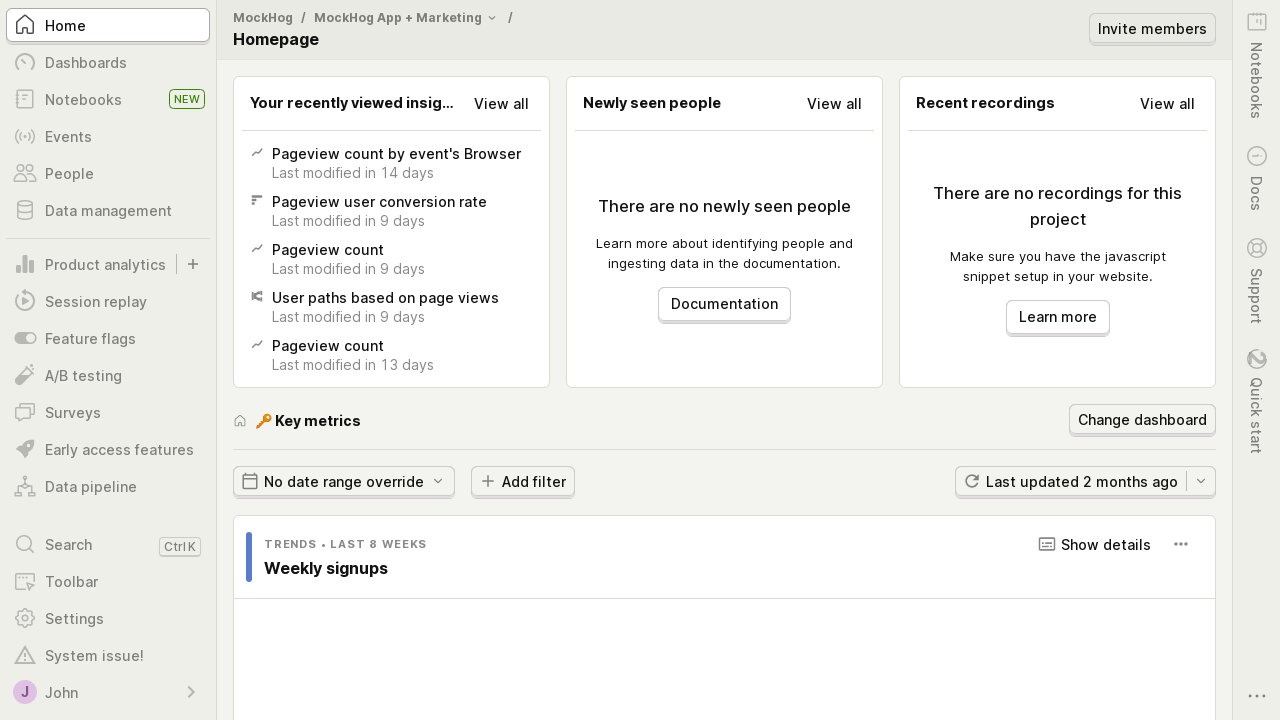 Home
Dashboards
Notebooks NEW
Events
People
Data management
Product analytics
Session replay
Feature flags
A/B testing
Surveys
Early access features
Data pipeline
Search Ctrl K
Toolbar
Settings
System issue!
J John
MockHog / MockHog App + Marketing /
Homepage
Invite members
Your recently viewed insig... View all
Pageview count by event's Browser
Last modified in 14 days
Pageview user conversion rate
Last modified in 9 days
Pageview count
Last modified in 9 days
User paths based on page views
Last modified in 9 days
Pageview count
Last modified in 13 days
Newly seen people View all
There are no newly seen people
Learn more about identifying people and
ingesting data in the documentation.
Documentation
Recent recordings View all
There are no recordings for this
project
Make sure you have the javascript
snippet setup in your website.
Learn more
🔑 Key metrics
Change dashboard
No date range override
Add filter
Last updated 2 months ago
TRENDS • LAST 8 WEEKS
Show details
Weekly signups
Notebooks
Docs
Support
Quick start